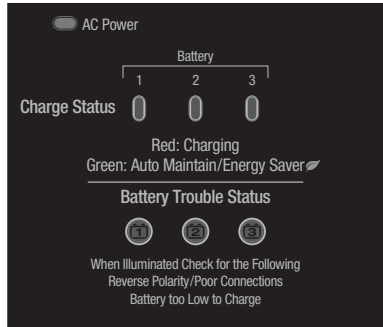 AC Power
Battery
1 2 3
Charge Status
Red: Charging
Green: Auto Maintain/Energy Saver
Battery Trouble Status
1 2 3
When Illuminated Check for the Following
Reverse Polarity/Poor Connections
Battery too Low to Charge